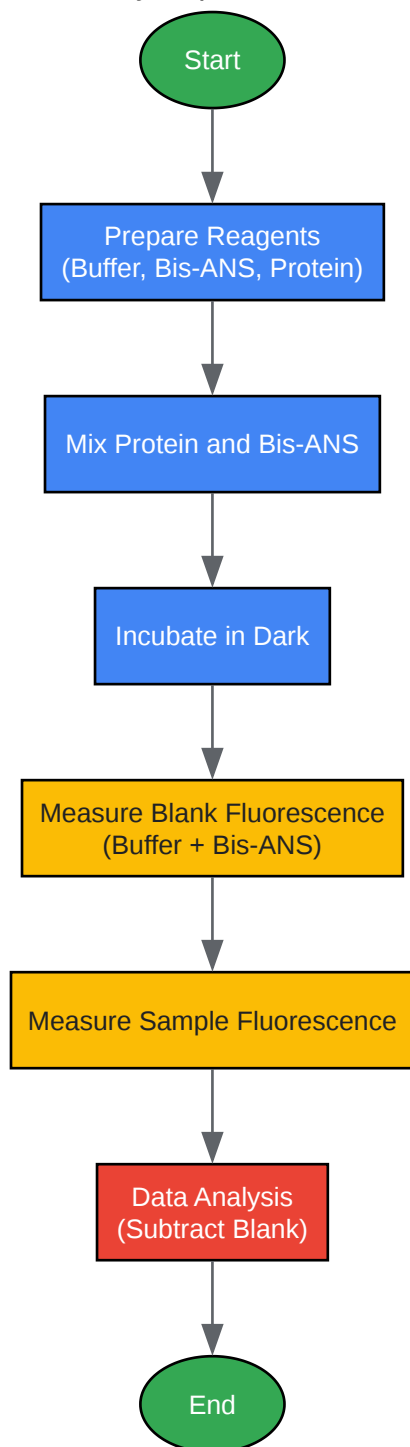 Start
Prepare Reagents
(Buffer, Bis-ANS, Protein)
Mix Protein and Bis-ANS
Incubate in Dark
Measure Blank Fluorescence
(Buffer + Bis-ANS)
Measure Sample Fluorescence
Data Analysis
(Subtract Blank)
End